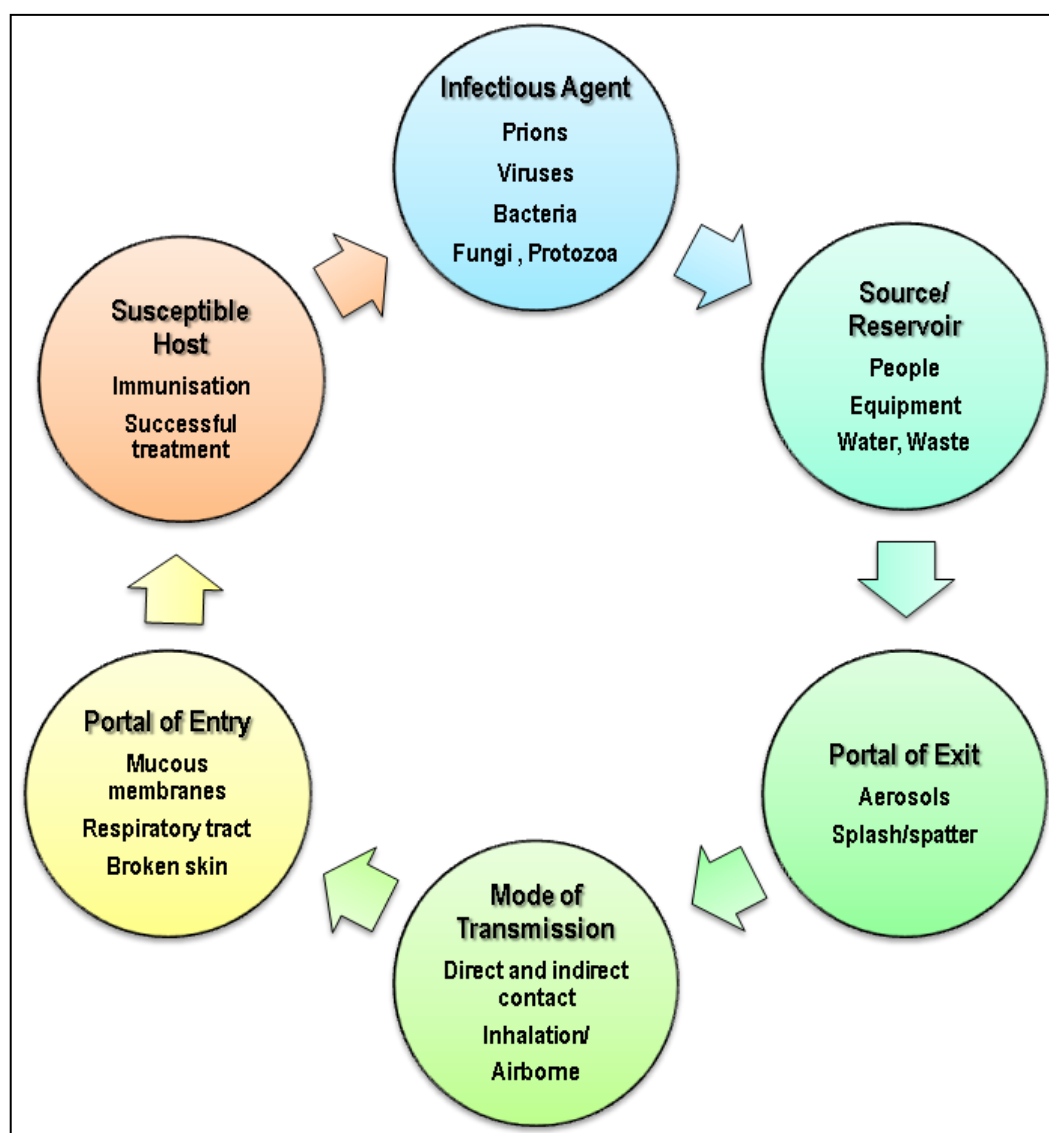 Infectious Agent
Prions
Viruses
Bacteria
Fungi , Protozoa
Source/
Reservoir
People
Equipment
Water, Waste
Portal of Exit
Aerosols
Splash/spatter
Mode of
Transmission
Direct and indirect
contact
Inhalation/
Airborne
Portal of Entry
Mucous
membranes
Respiratory tract
Broken skin
Susceptible
Host
Immunisation
Successful
treatment